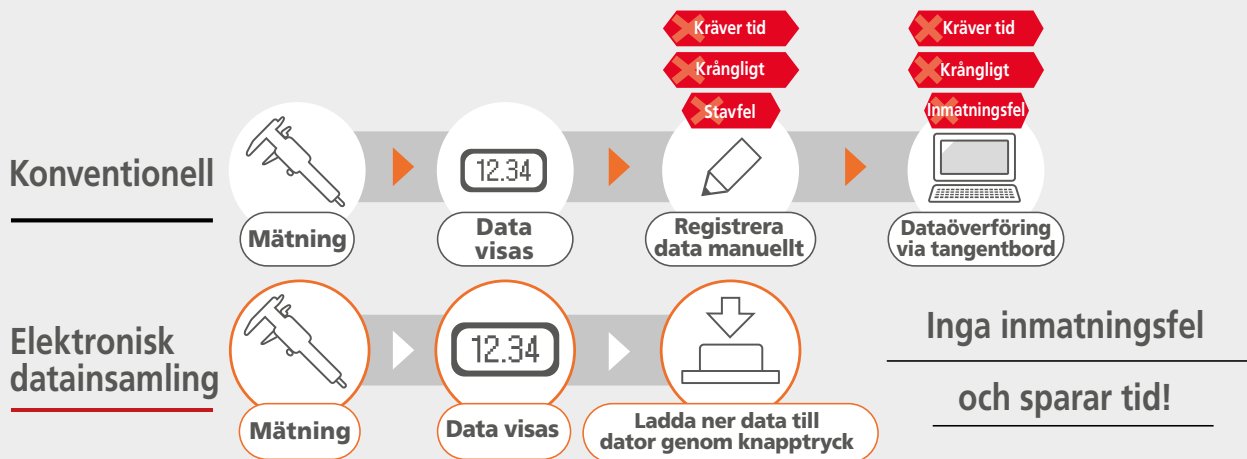 Kräver tid
Krångligt
Stavfel
Kräver tid
Krångligt
Inmatningsfel
Konventionell
12.34
Mätning
Data
visas
Registrera
data manuellt
Dataöverföring
via tangentbord
Elektronisk
datainsamling
12.34
Mätning
Data visas
Ladda ner data till
dator genom knapptryck
Inga inmatningsfel
och sparar tid!